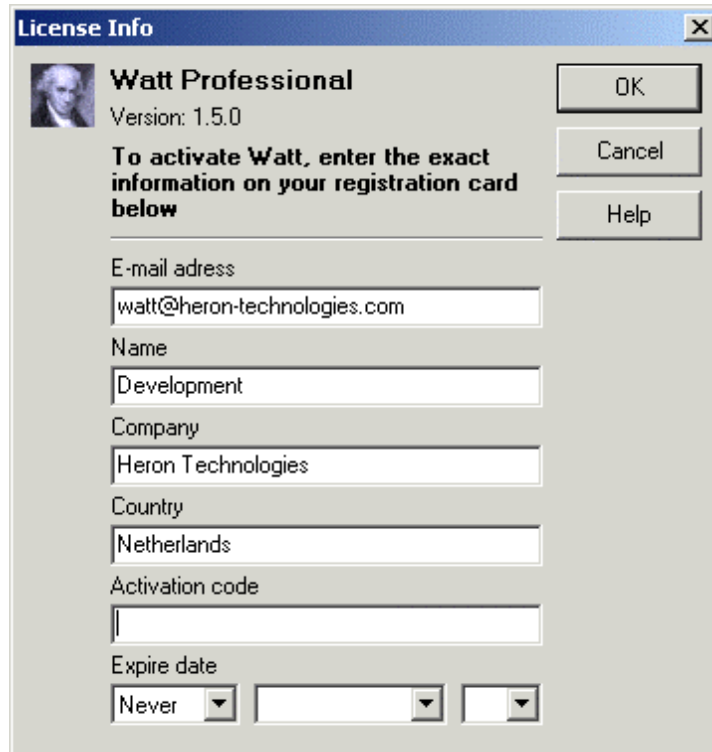 License Info
Watt Professional
Version: 1.5.0
To activate Watt, enter the exact
information on your registration card
below
OK
Cancel
Help
E-mail adress
watt@heron-technologies.com
Name
Development
Company
Heron Technologies
Country
Netherlands
Activation code
Expire date
Never